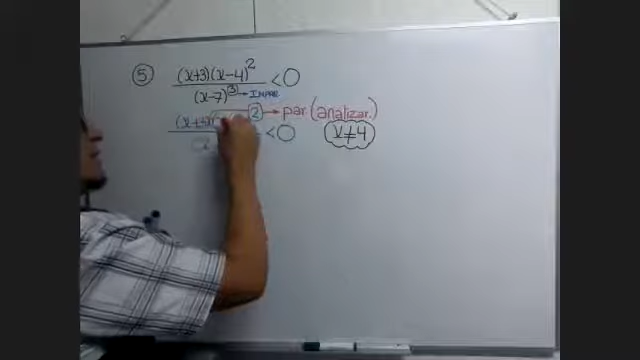 ⑤ (x+3)(x-4)²/(x-7)³ < 0
→ IMPAR
2 → par (analizar.)
< 0 x≠4